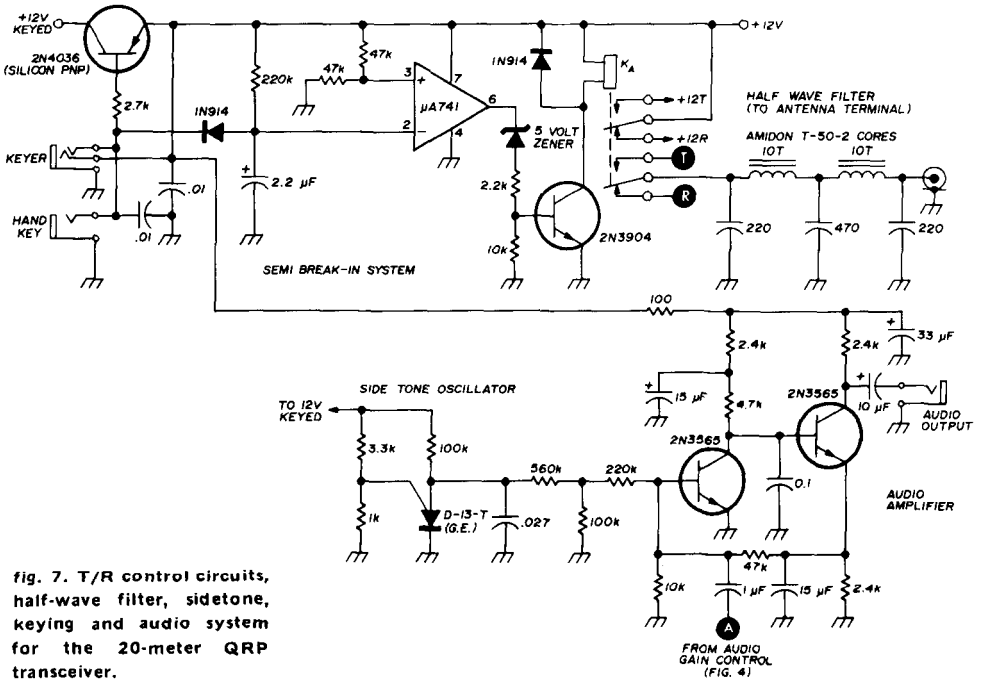 +12V
KEYED
2N4036
(SILICON PNP)
2.7k
1N914
220k
47k
47k
3
+
7
μA741
6
2
−
4
5 VOLT
ZENER
1N914
KA
+12V
+12T
+12R
T
R
HALF WAVE FILTER
(TO ANTENNA TERMINAL)
AMIDON T-50-2 CORES
10T
10T
KEYER
.01
+
2.2 μF
2.2k
10k
2N3904
220
470
220
HAND
KEY
.01
SEMI BREAK-IN SYSTEM
100
2.4k
2.4k
+
33 μF
+
15 μF
4.7k
2N3565
2N3565
+
10 μF
AUDIO
OUTPUT
SIDE TONE OSCILLATOR
TO 12V
KEYED
3.3k
100k
1k
D-13-T
(G.E.)
560k
220k
.027
100k
0.1
AUDIO
AMPLIFIER
47k
10k
1 μF
15 μF
2.4k
A
FROM AUDIO
GAIN CONTROL
(FIG. 4)
fig. 7. T/R control circuits,
half-wave filter, sidetone,
keying and audio system
for the 20-meter QRP
transceiver.